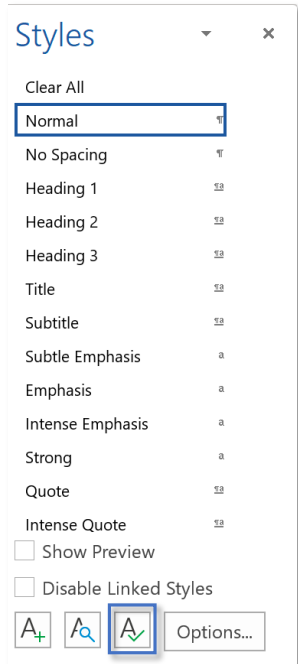 Styles
Clear All
Normal ¶
No Spacing ¶
Heading 1 ¶a
Heading 2 ¶a
Heading 3 ¶a
Title ¶a
Subtitle ¶a
Subtle Emphasis a
Emphasis a
Intense Emphasis a
Strong a
Quote ¶a
Intense Quote ¶a
Show Preview
Disable Linked Styles
A+ A A Options...